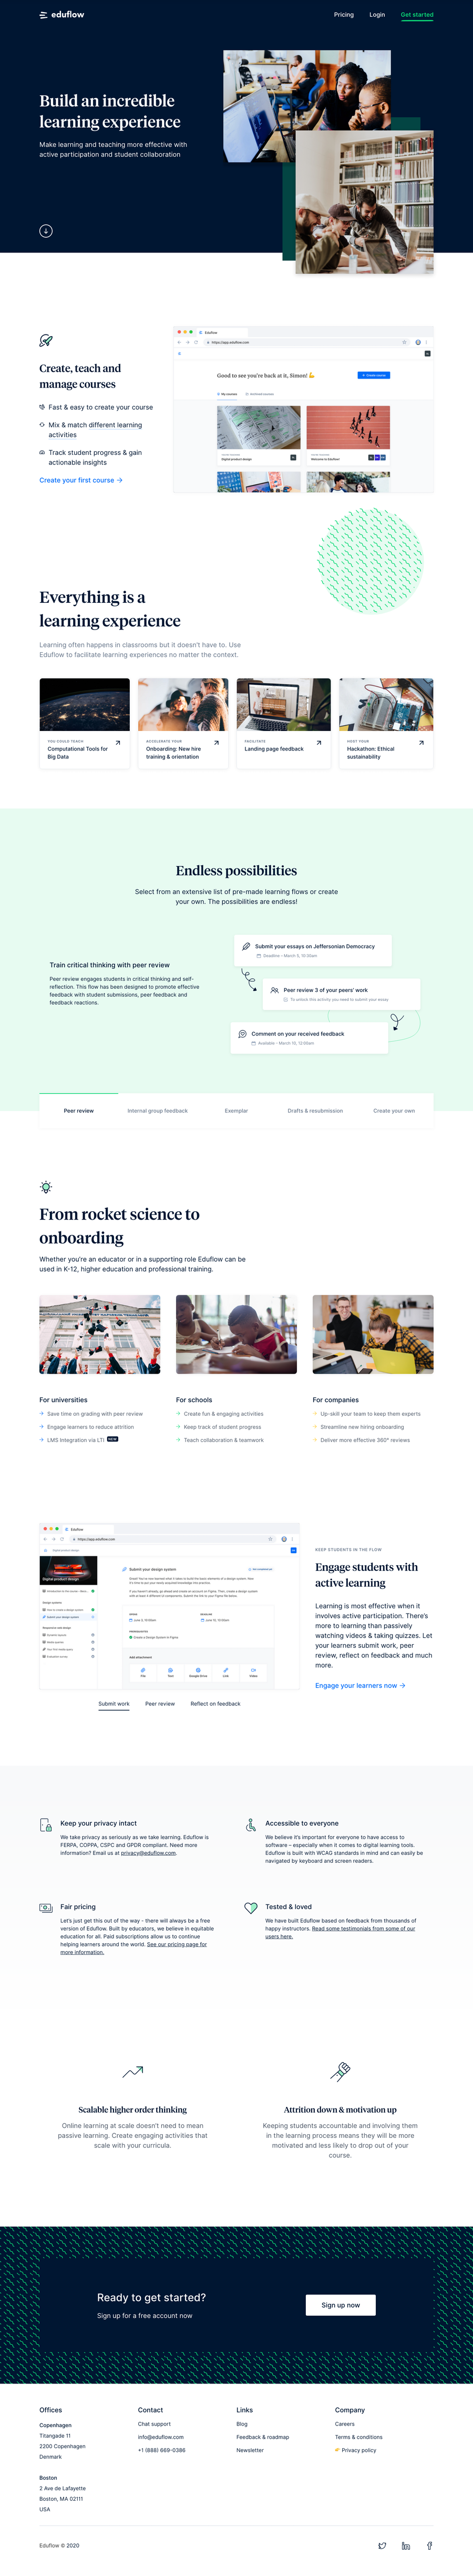 eduflow
Pricing
Login
Get started
Build an incredible
learning experience
Make learning and teaching more effective with
active participation and student collaboration
Create, teach and
manage courses
Fast & easy to create your course
Mix & match different learning
activities
Track student progress & gain
actionable insights
Create your first course
Eduflow
https://app.eduflow.com
Good to see you're back at it, Simon! 💪
Create course
My courses
Digital product design
Welcome to Eduflow
Everything is a
learning experience
Learning often happens in classrooms but it doesn't have to. Use
Eduflow to facilitate learning experiences no matter the context.
YOU COULD TEACH
Computational Tools for
Big Data
ACCELERATE YOUR
Onboarding: New hire
training & orientation
FACILITATE
Landing page feedback
HOST YOUR
Hackathon: Ethical
sustainability
Endless possibilities
Select from an extensive list of pre-made learning flows or create
your own. The possibilities are endless!
Train critical thinking with peer review
Peer review engages students in critical thinking and self-
reflection. This flow has been designed to promote effective
feedback with student submissions, peer feedback and
feedback reactions.
Submit your essays on Jeffersonian Democracy
Peer review 3 of your peers' work
To unlock this activity you need to submit your essay
Comment on your received feedback
Peer review
Internal group feedback
Exemplar
Drafts & resubmission
Create your own
From rocket science to
onboarding
Whether you're an educator or in a supporting role Eduflow can be
used in K-12, higher education and professional training.
For universities
Save time on grading with peer review
Engage learners to reduce attrition
LMS Integration via LTI NEW
For schools
Create fun & engaging activities
Keep track of student progress
Teach collaboration & teamwork
For companies
Up-skill your team to keep them experts
Streamline new hiring onboarding
Deliver more effective 360° reviews
Eduflow
https://app.eduflow.com
Digital product design
Digital product design
Submit your design system
Add attachment
File
Text
Google Drive
Link
Video
Submit work
Peer review
Reflect on feedback
KEEP STUDENTS IN THE FLOW
Engage students with
active learning
Learning is most effective when it
involves active participation. There's
more to learning than passively
watching videos & taking quizzes. Let
your learners submit work, peer
review, reflect on feedback and much
more.
Engage your learners now
Keep your privacy intact
We take privacy as seriously as we take learning. Eduflow is
FERPA, COPPA, CSPC and GPDR compliant. Need more
information? Email us at privacy@eduflow.com.
Accessible to everyone
We believe it's important for everyone to have access to
software – especially when it comes to digital learning tools.
Eduflow is built with WCAG standards in mind and can easily be
navigated by keyboard and screen readers.
Fair pricing
Let's just get this out of the way - there will always be a free
version of Eduflow. Built by educators, we believe in equitable
education for all. Paid subscriptions allow us to continue
helping learners around the world. See our pricing page for
more information.
Tested & loved
We have built Eduflow based on feedback from thousands of
happy instructors. Read some testimonials from some of our
users here.
Scalable higher order thinking
Online learning at scale doesn't need to mean
passive learning. Create engaging activities that
scale with your curricula.
Attrition down & motivation up
Keeping students accountable and involving them
in the learning process means they will be more
motivated and less likely to drop out of your
course.
Ready to get started?
Sign up for a free account now
Sign up now
Offices
Copenhagen
Titangade 11
2200 Copenhagen
Denmark
Boston
2 Ave de Lafayette
Boston, MA 02111
USA
Contact
Chat support
info@eduflow.com
+1 (888) 669-0386
Links
Blog
Feedback & roadmap
Newsletter
Company
Careers
Terms & conditions
Privacy policy
Eduflow © 2020